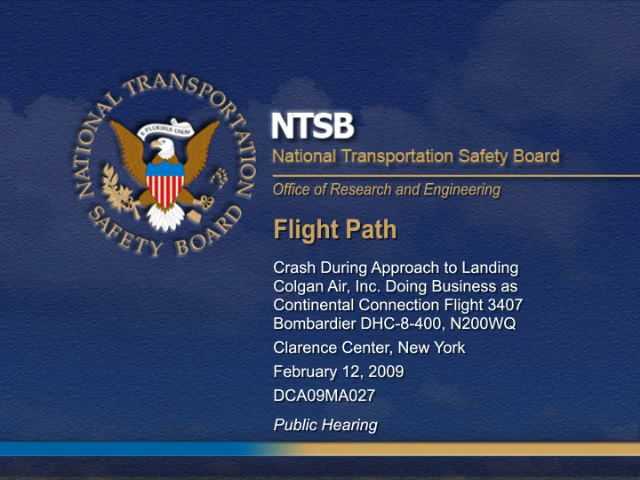 NATIONAL TRANSPORTATION
SAFETY BOARD
E PLURIBUS UNUM
NTSB
National Transportation Safety Board
Office of Research and Engineering
Flight Path
Crash During Approach to Landing
Colgan Air, Inc. Doing Business as
Continental Connection Flight 3407
Bombardier DHC-8-400, N200WQ
Clarence Center, New York
February 12, 2009
DCA09MA027
Public Hearing